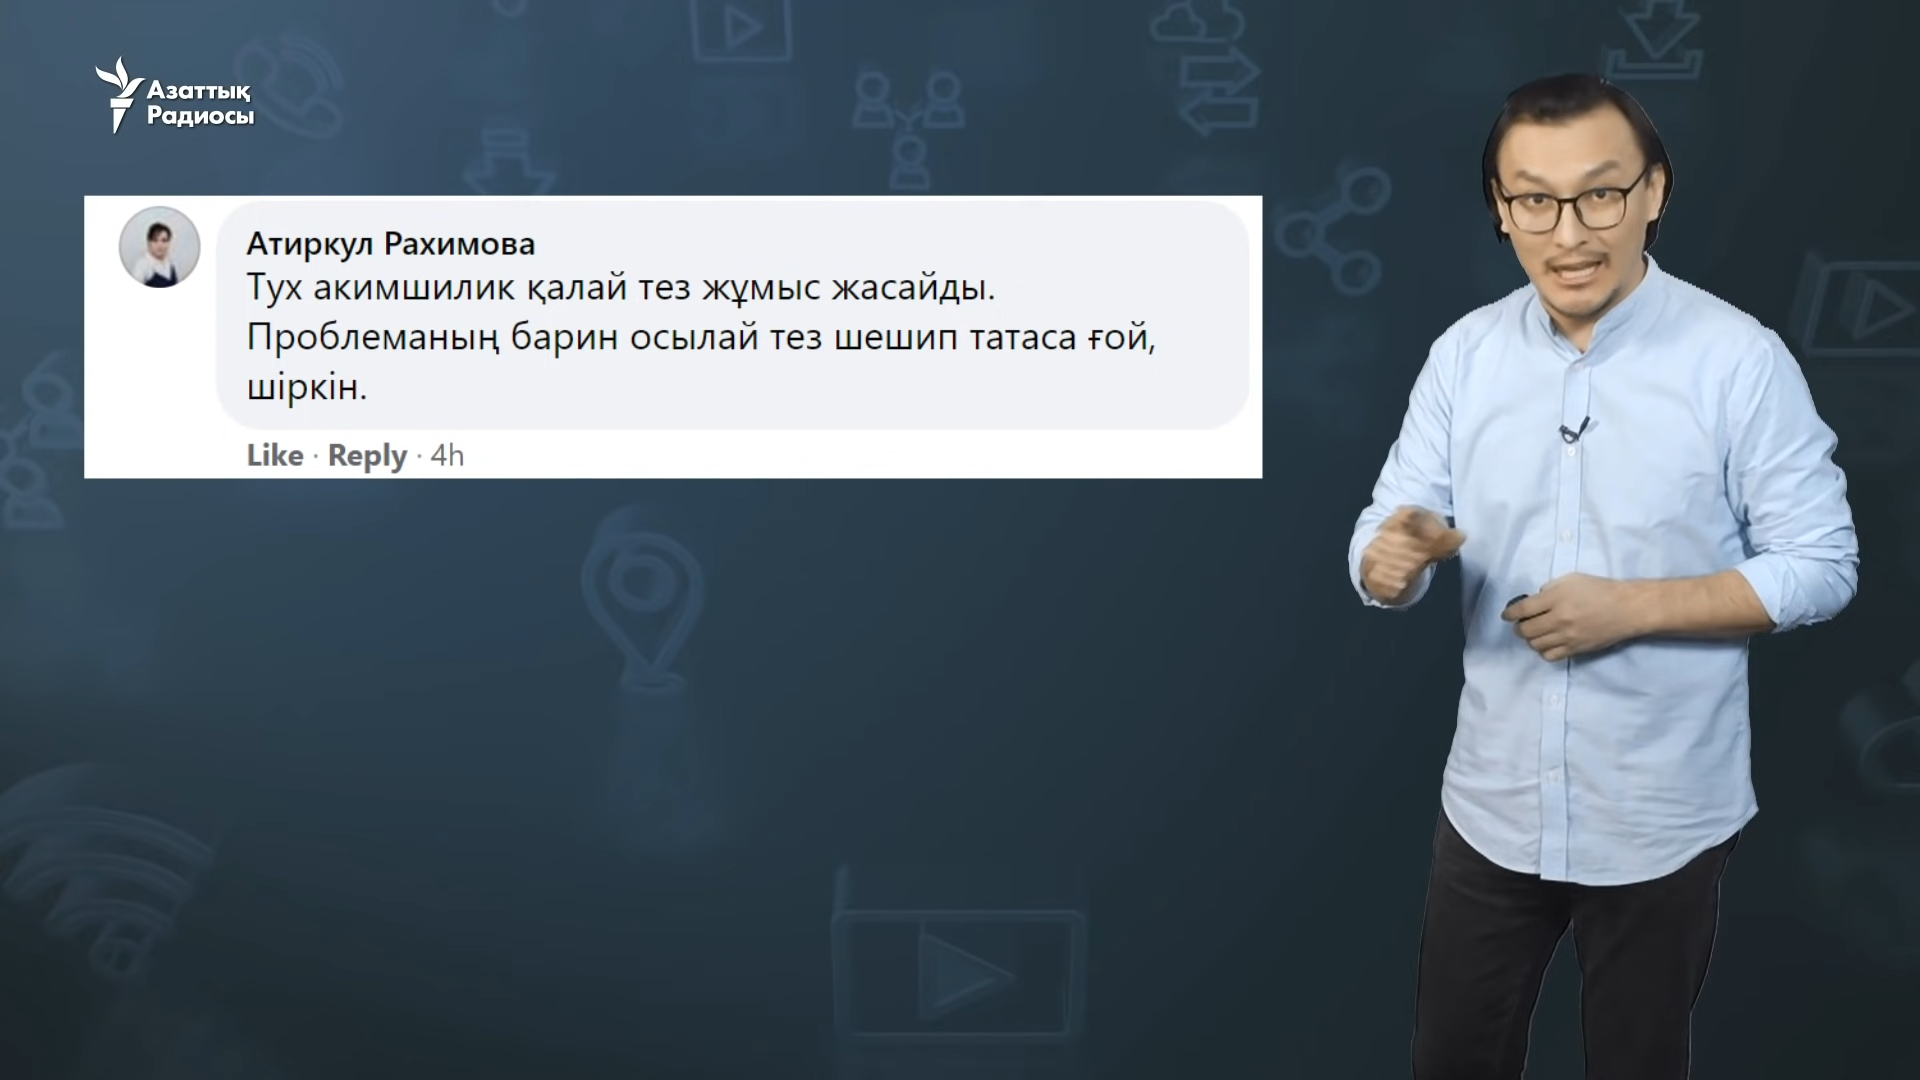 Азаттық
Радиосы
Атиркул Рахимова
Тух акимшилик қалай тез жұмыс жасайды.
Проблеманың барин осылай тез шешип татаса ғой,
шіркін.
Like · Reply · 4h